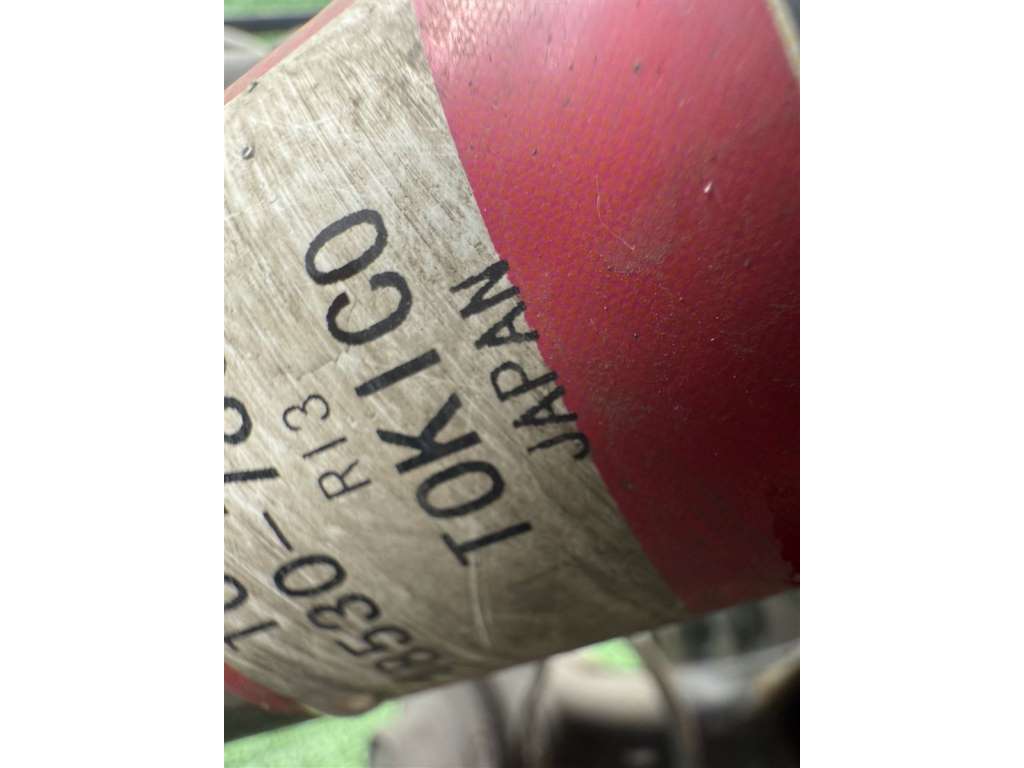 8530-
R13
TOKICO
JAPAN